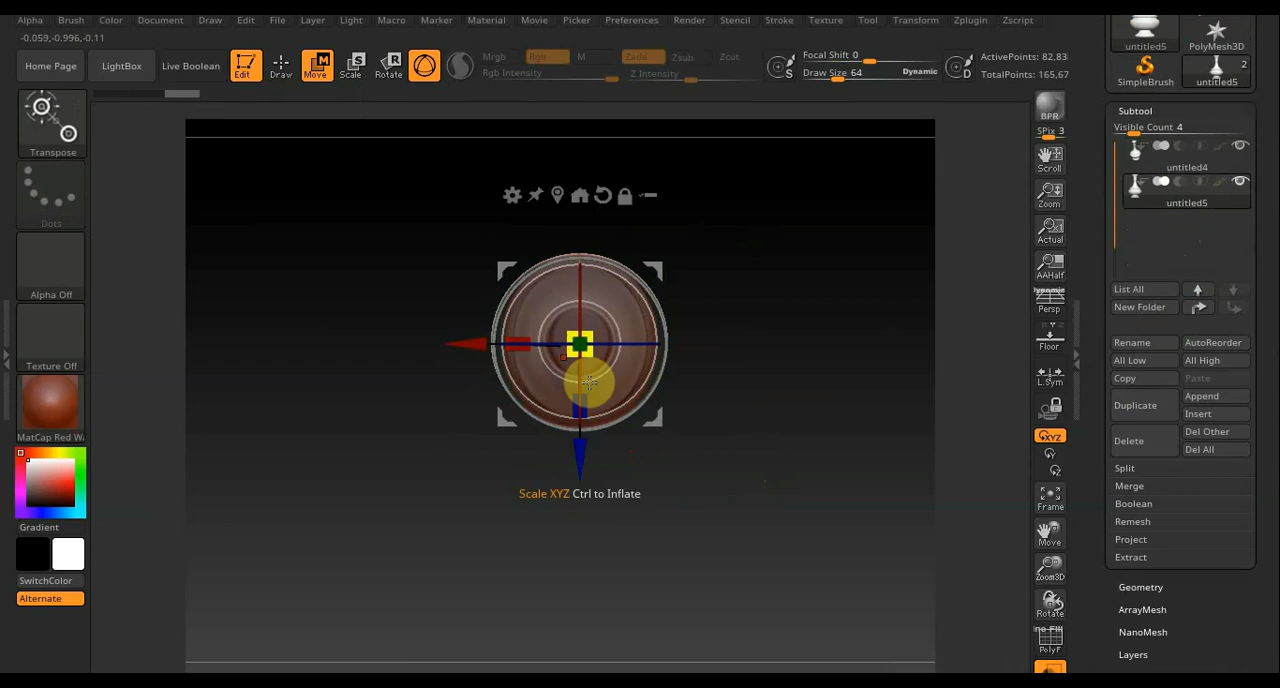 Alpha Brush Color Document Draw Edit File Layer Light Macro Marker Material Movie Picker Preferences Render Stencil Stroke Texture Tool Transform Zplugin Zscript
-0.059,-0.996,-0.11
Home Page
LightBox
Live Boolean
Edit
Draw
Move
Scale
Rotate
Mrgb Rgb M
Rgb Intensity
Zadd Zsub Zcut
Z Intensity
S
Focal Shift 0
Draw Size 64
Dynamic
D
ActivePoints: 82,83
TotalPoints: 165,67
Transpose
Dots
Alpha Off
Texture Off
MatCap Red W
Gradient
SwitchColor
Alternate
Scale XYZ Ctrl to Inflate
BPR
SPix 3
Scroll
Zoom
Actual
AAHalf
Dynamic
Persp
Floor
L.Sym
XYZ
Y
Z
Frame
Move
Zoom3D
Rotate
PolyF
untitled5
PolyMesh3D
SimpleBrush
2
untitled5
Subtool
Visible Count 4
untitled4
untitled5
List All
New Folder
Rename AutoReorder
All Low All High
Copy Paste
Duplicate
Append
Insert
Delete
Del Other
Del All
Split
Merge
Boolean
Remesh
Project
Extract
Geometry
ArrayMesh
NanoMesh
Layers